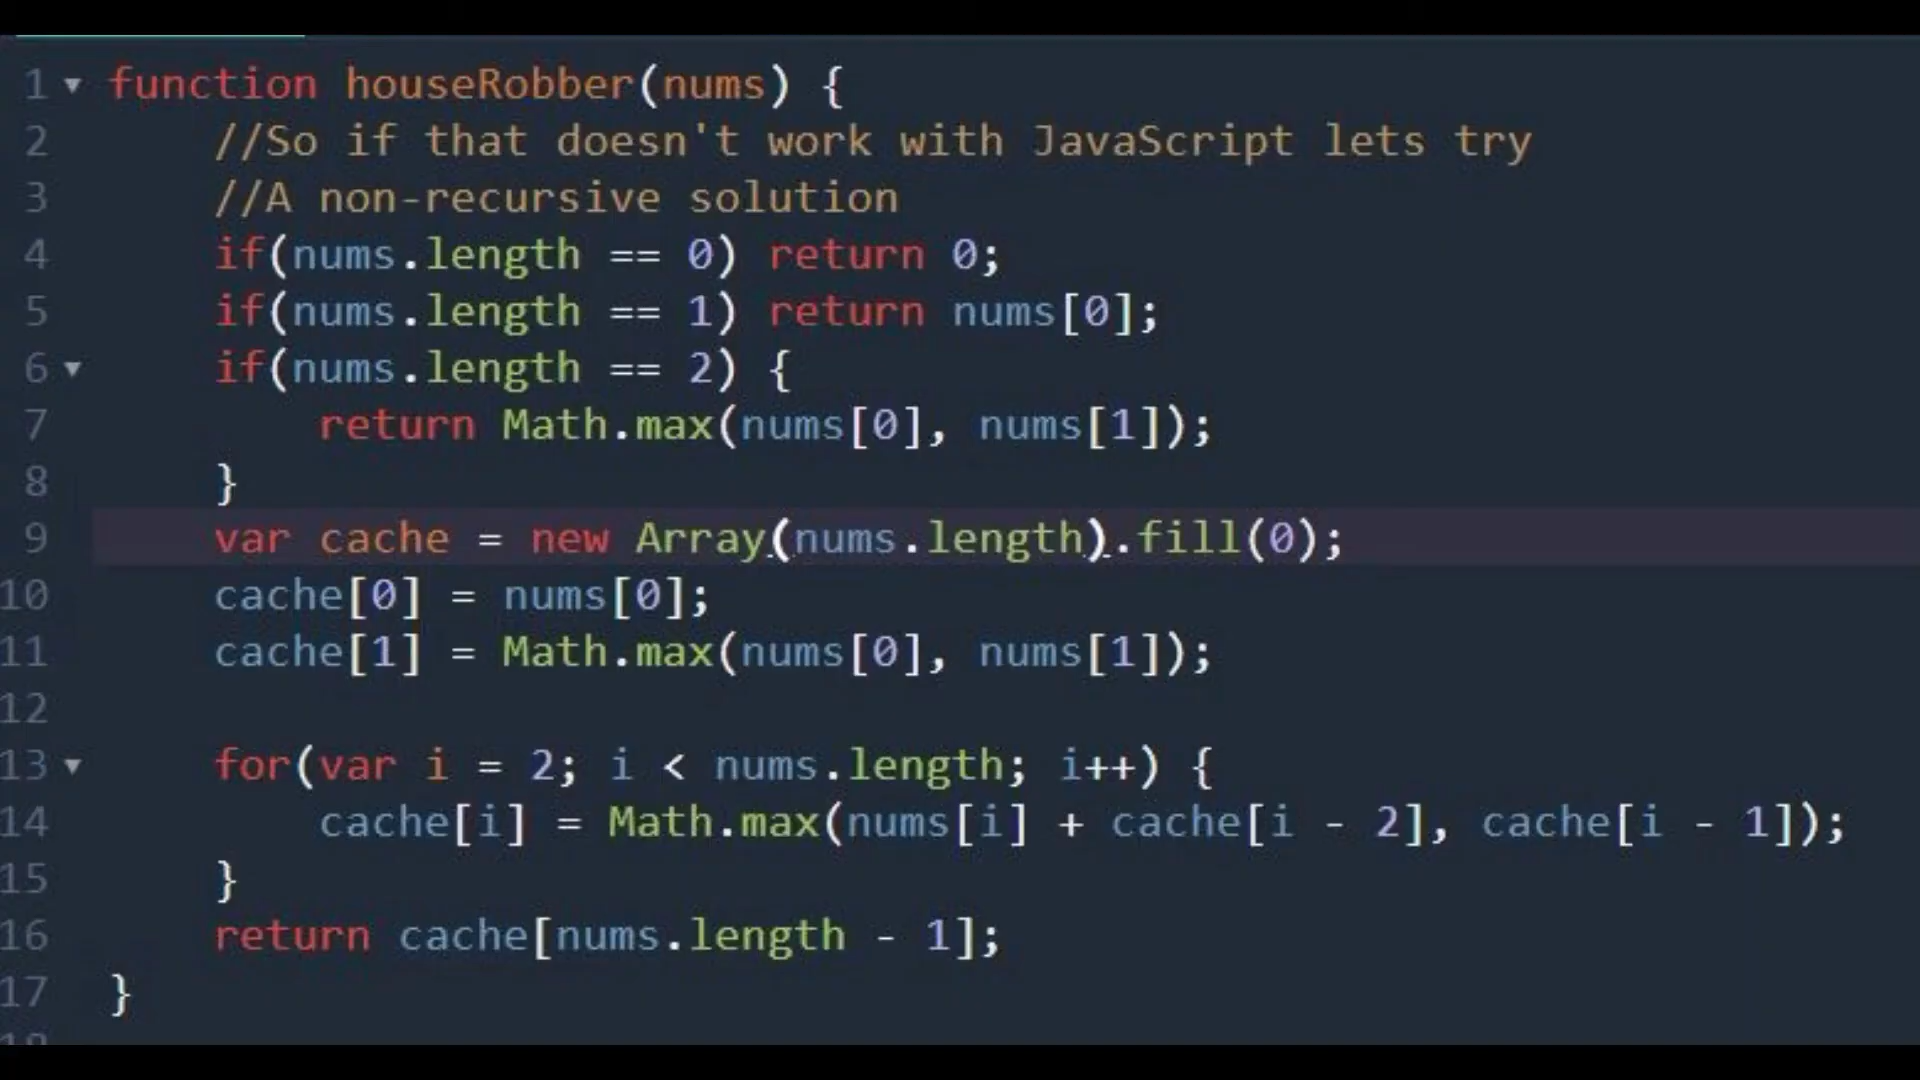 1 function houseRobber(nums) {
2 //So if that doesn't work with JavaScript lets try
3 //A non-recursive solution
4 if(nums.length == 0) return 0;
5 if(nums.length == 1) return nums[0];
6 if(nums.length == 2) {
7 return Math.max(nums[0], nums[1]);
8 }
9 var cache = new Array(nums.length).fill(0);
10 cache[0] = nums[0];
11 cache[1] = Math.max(nums[0], nums[1]);
12
13 for(var i = 2; i < nums.length; i++) {
14 cache[i] = Math.max(nums[i] + cache[i - 2], cache[i - 1]);
15 }
16 return cache[nums.length - 1];
17 }